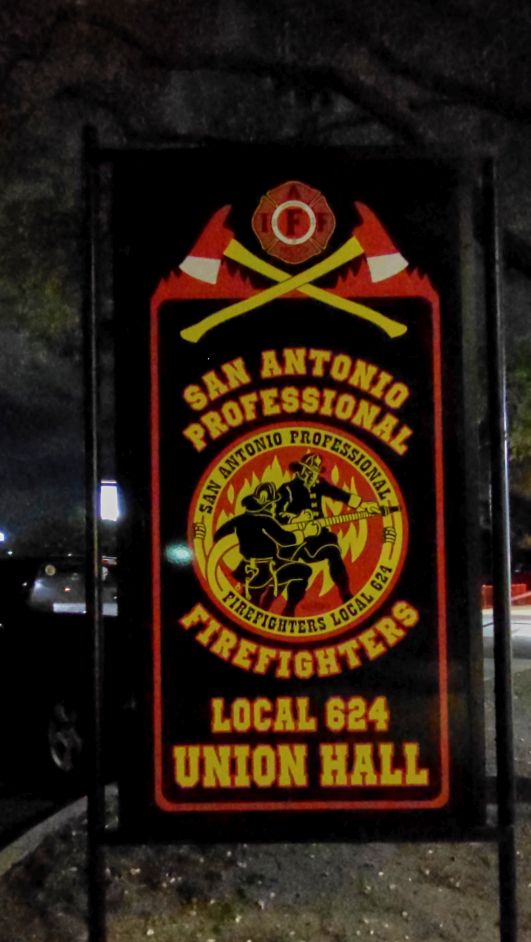 A
I F F
SAN ANTONIO
PROFESSIONAL
SAN ANTONIO PROFESSIONAL
FIREFIGHTERS LOCAL 624
FIREFIGHTERS
LOCAL 624
UNION HALL